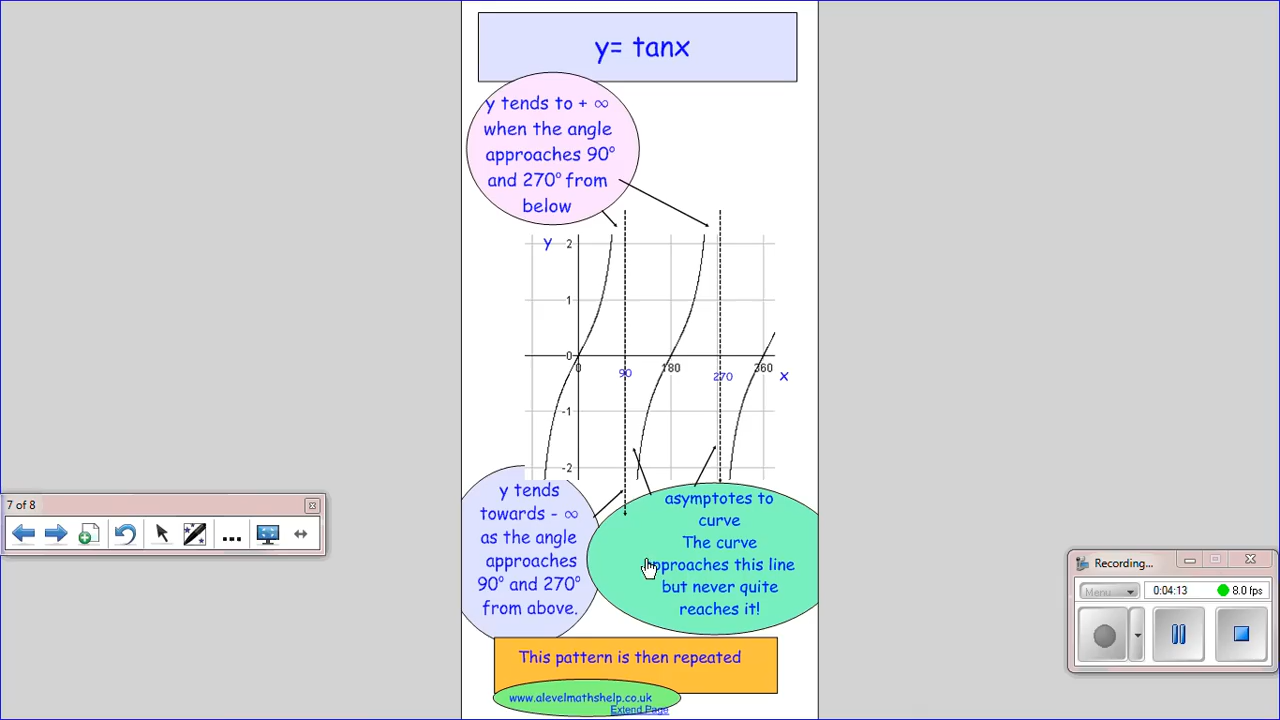 y= tanx
y tends to + ∞
when the angle
approaches 90°
and 270° from
below
y
2
1
0
0
90
180
270
360
x
-1
-2
y tends
towards - ∞
as the angle
approaches
90° and 270°
from above.
asymptotes to
curve
The curve
approaches this line
but never quite
reaches it!
This pattern is then repeated
www.alevelmathshelp.co.uk
Extend Page
7 of 8
...
Recording...
Menu
0:04:13
8.0 fps